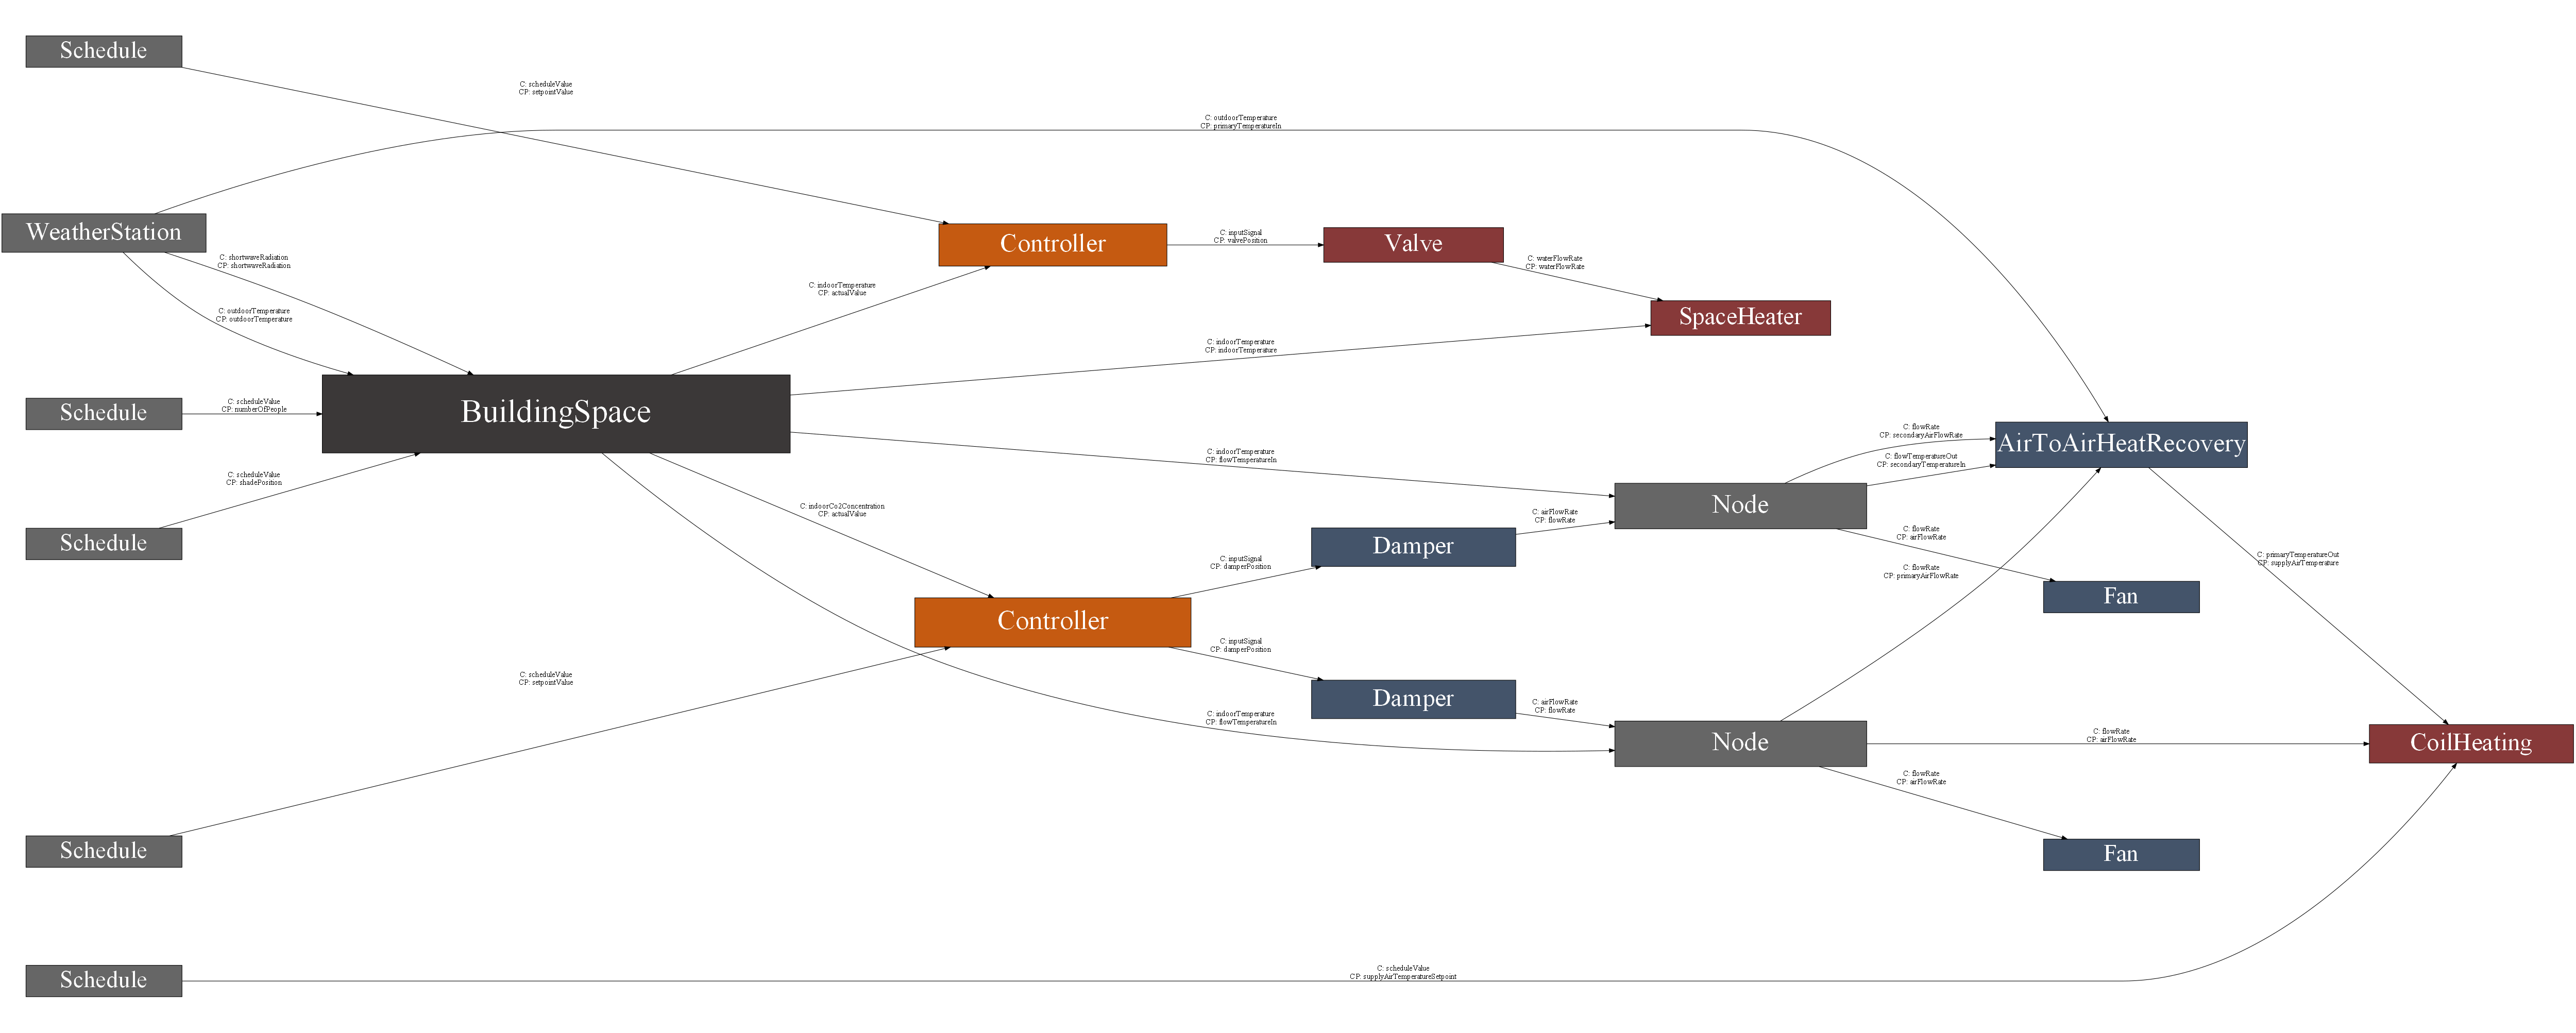 Schedule
C: scheduleValue
CP: setpointValue
C: outdoorTemperature
CP: primaryTemperatureIn
WeatherStation
C: shortwaveRadiation
CP: shortwaveRadiation
C: outdoorTemperature
CP: outdoorTemperature
Controller
C: inputSignal
CP: valvePosition
Valve
C: waterFlowRate
CP: waterFlowRate
SpaceHeater
C: indoorTemperature
CP: actualValue
C: indoorTemperature
CP: indoorTemperature
Schedule
C: scheduleValue
CP: numberOfPeople
BuildingSpace
C: indoorTemperature
CP: flowTemperatureIn
C: flowRate
CP: secondaryAirFlowRate
C: flowTemperatureOut
CP: secondaryTemperatureIn
AirToAirHeatRecovery
Schedule
C: scheduleValue
CP: shadePosition
C: indoorCo2Concentration
CP: actualValue
C: airFlowRate
CP: flowRate
Node
Damper
C: inputSignal
CP: damperPosition
C: flowRate
CP: airFlowRate
C: flowRate
CP: primaryAirFlowRate
C: primaryTemperatureOut
CP: supplyAirTemperature
Fan
Controller
C: inputSignal
CP: damperPosition
C: scheduleValue
CP: setpointValue
Damper
C: airFlowRate
CP: flowRate
C: indoorTemperature
CP: flowTemperatureIn
Node
C: flowRate
CP: airFlowRate
CoilHeating
C: flowRate
CP: airFlowRate
Schedule
Fan
Schedule
C: scheduleValue
CP: supplyAirTemperatureSetpoint